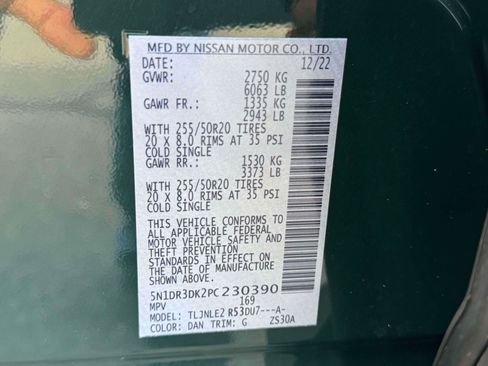 MFD BY NISSAN MOTOR CO., LTD.
DATE: 12/22
GVWR: 2750 KG
6063 LB
GAWR FR.: 1335 KG
2943 LB
WITH 255/50R20 TIRES
20 X 8.0 RIMS AT 35 PSI
COLD SINGLE
GAWR RR.: 1530 KG
3373 LB
WITH 255/50R20 TIRES
20 X 8.0 RIMS AT 35 PSI
COLD SINGLE
THIS VEHICLE CONFORMS TO
ALL APPLICABLE FEDERAL
MOTOR VEHICLE SAFETY AND
THEFT PREVENTION
STANDARDS IN EFFECT ON
THE DATE OF MANUFACTURE
SHOWN ABOVE.
5N1DR3DK2PC230390
MPV 169
MODEL: TLJNLE2 R53DU7---A-
COLOR: DAN TRIM: G ZS30A